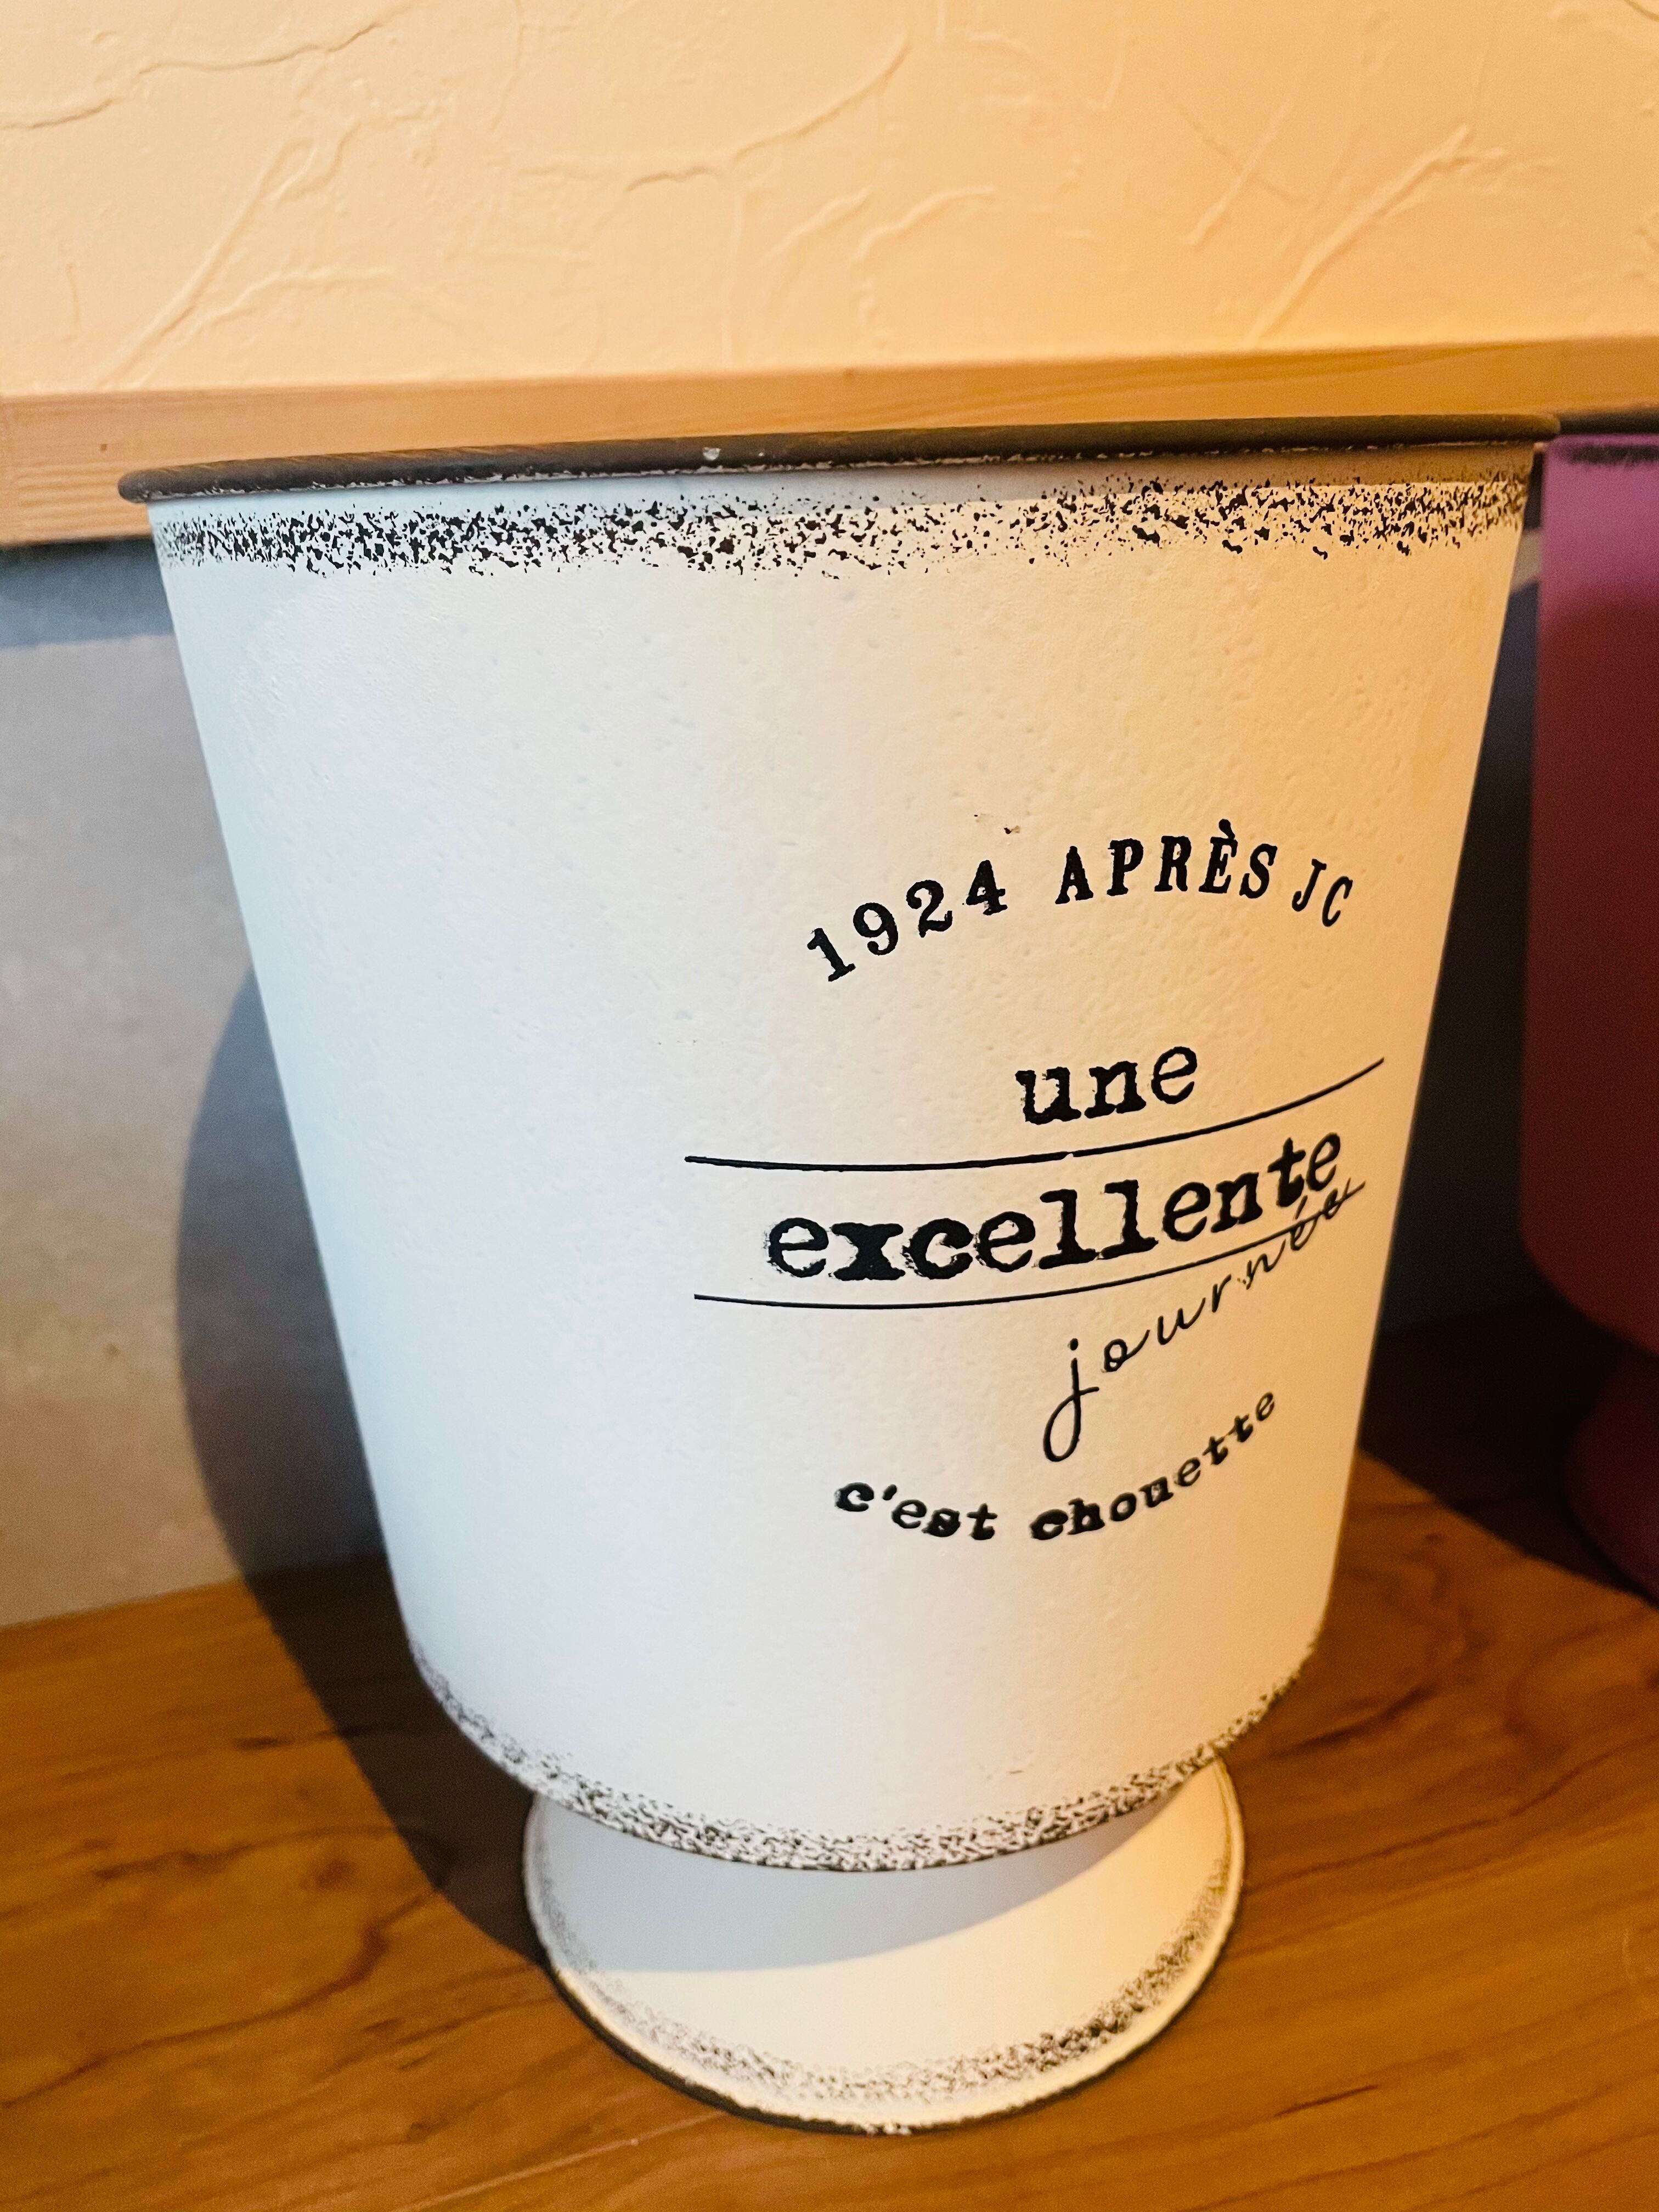 1924 APRÈS JC
une
excellente
journée
c'est chouette